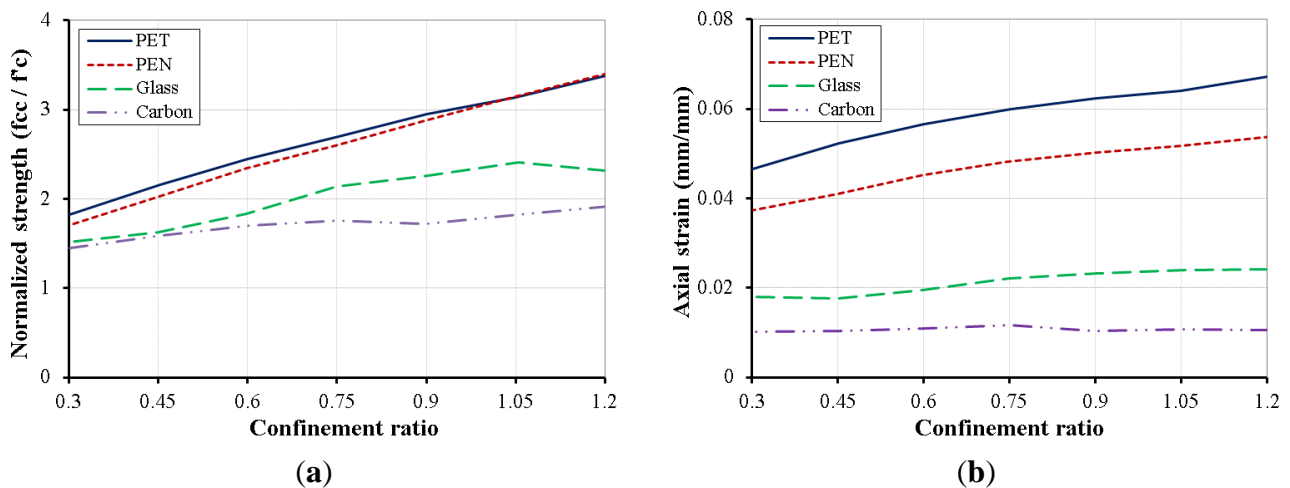 Normalized strength (fcc / f'c)
4
3
2
1
0
PET
PEN
Glass
Carbon
0.3 0.45 0.6 0.75 0.9 1.05 1.2
Confinement ratio
(a)
Axial strain (mm/mm)
0.08
0.06
0.04
0.02
0
PET
PEN
Glass
Carbon
0.3 0.45 0.6 0.75 0.9 1.05 1.2
Confinement ratio
(b)